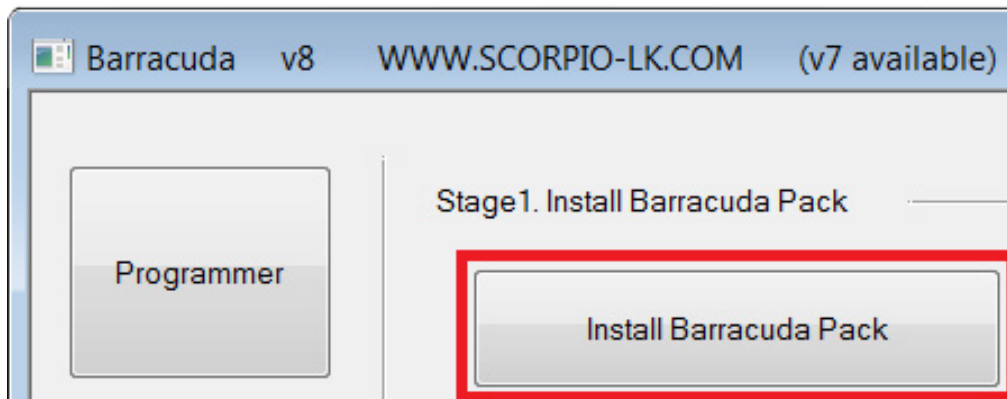 Barracuda v8 WWW.SCORPIO-LK.COM (v7 available)
Stage1. Install Barracuda Pack
Programmer
Install Barracuda Pack